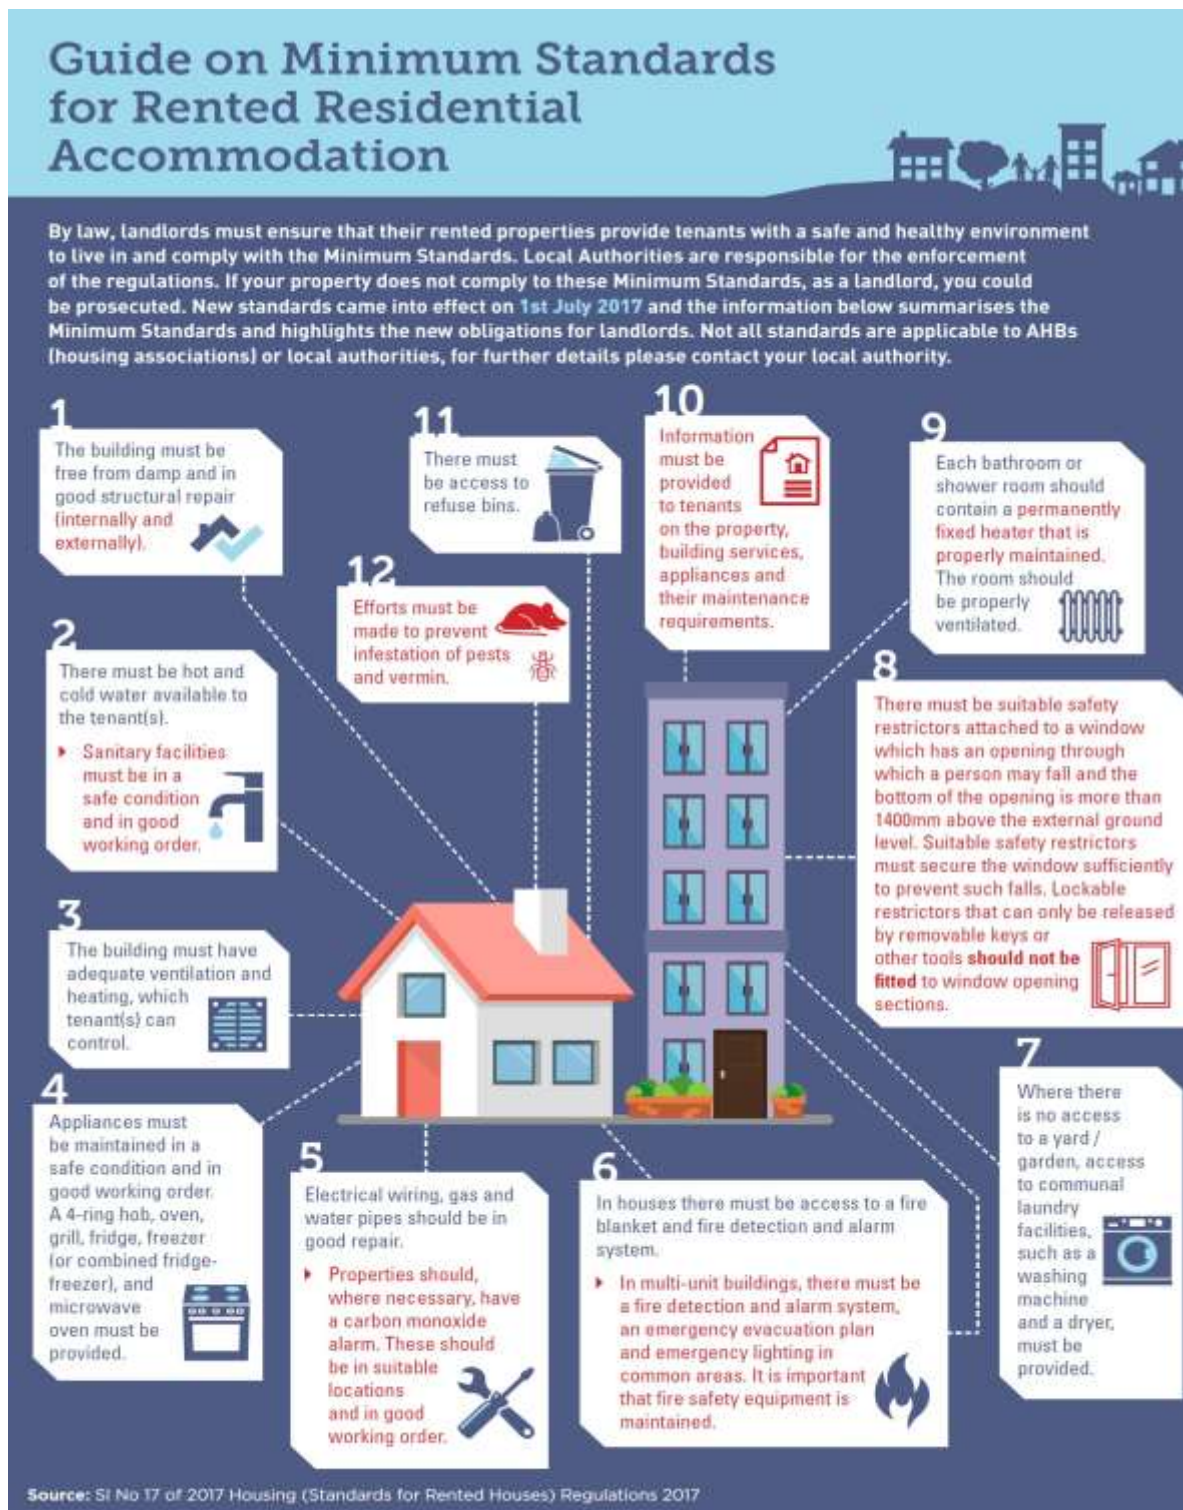 Guide on Minimum Standards
for Rented Residential
Accommodation
By law, landlords must ensure that their rented properties provide tenants with a safe and healthy environment
to live in and comply with the Minimum Standards. Local Authorities are responsible for the enforcement
of the regulations. If your property does not comply to these Minimum Standards, as a landlord, you could
be prosecuted. New standards came into effect on 1st July 2017 and the information below summarises the
Minimum Standards and highlights the new obligations for landlords. Not all standards are applicable to AHBs
(housing associations) or local authorities, for further details please contact your local authority.
1
The building must be
free from damp and in
good structural repair
(internally and
externally).
2
There must be hot and
cold water available to
the tenant(s).
Sanitary facilities
must be in a
safe condition
and in good
working order.
3
The building must have
adequate ventilation and
heating, which
tenant(s) can
control.
4
Appliances must
be maintained in a
safe condition and in
good working order.
A 4-ring hob, oven,
grill, fridge, freezer
(or combined fridge-
freezer), and
microwave
oven must be
provided.
5
Electrical wiring, gas and
water pipes should be in
good repair.
Properties should,
where necessary, have
a carbon monoxide
alarm. These should
be in suitable
locations
and in good
working order.
6
In houses there must be access to a fire
blanket and fire detection and alarm
system.
In multi-unit buildings, there must be
a fire detection and alarm system,
an emergency evacuation plan
and emergency lighting in
common areas. It is important
that fire safety equipment is
maintained.
7
Where there
is no access
to a yard /
garden, access
to communal
laundry
facilities,
such as a
washing
machine
and a dryer,
must be
provided.
8
There must be suitable safety
restrictors attached to a window
which has an opening through
which a person may fall and the
bottom of the opening is more than
1400mm above the external ground
level. Suitable safety restrictors
must secure the window sufficiently
to prevent such falls. Lockable
restrictors that can only be released
by removable keys or
other tools should not be
fitted to window opening
sections.
9
Each bathroom or
shower room should
contain a permanently
fixed heater that is
properly maintained.
The room should
be properly
ventilated.
10
Information
must be
provided
to tenants
on the property,
building services,
appliances and
their maintenance
requirements.
11
There must
be access to
refuse bins.
12
Efforts must be
made to prevent
infestation of pests
and vermin.
Source: SI No 17 of 2017 Housing (Standards for Rented Houses) Regulations 2017